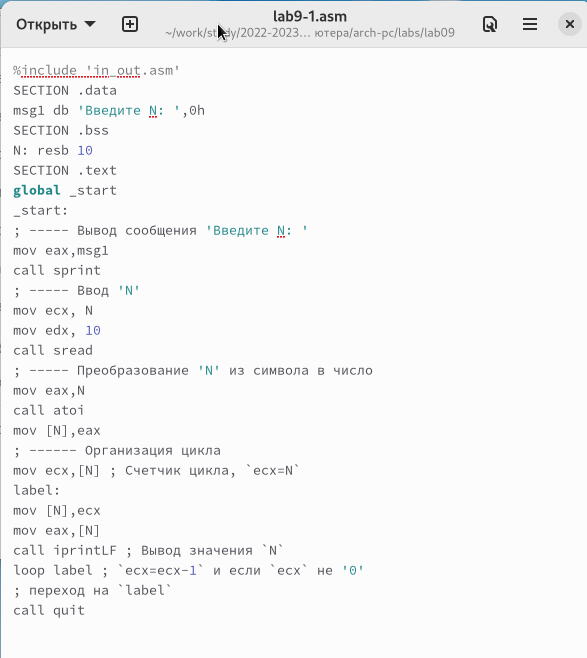 Открыть
lab9-1.asm
~/work/study/2022-2023… ютера/arch-pc/labs/lab09
%include 'in_out.asm'
SECTION .data
msg1 db 'Введите N: ',0h
SECTION .bss
N: resb 10
SECTION .text
global _start
_start:
; ----- Вывод сообщения 'Введите N: '
mov eax,msg1
call sprint
; ----- Ввод 'N'
mov ecx, N
mov edx, 10
call sread
; ----- Преобразование 'N' из символа в число
mov eax,N
call atoi
mov [N],eax
; ------ Организация цикла
mov ecx,[N] ; Счетчик цикла, `ecx=N`
label:
mov [N],ecx
mov eax,[N]
call iprintLF ; Вывод значения `N`
loop label ; `ecx=ecx-1` и если `ecx` не '0'
; переход на `label`
call quit